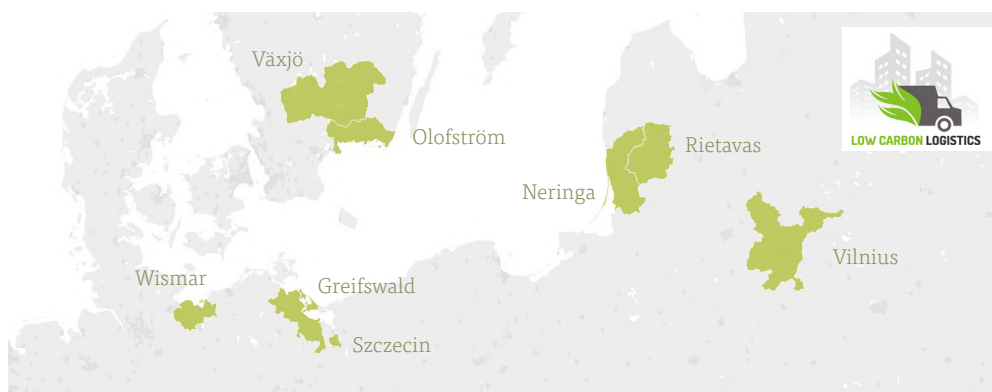 Växjö
Olofström
Rietavas
Neringa
Vilnius
Wismar
Greifswald
Szczecin
LOW CARBON LOGISTICS